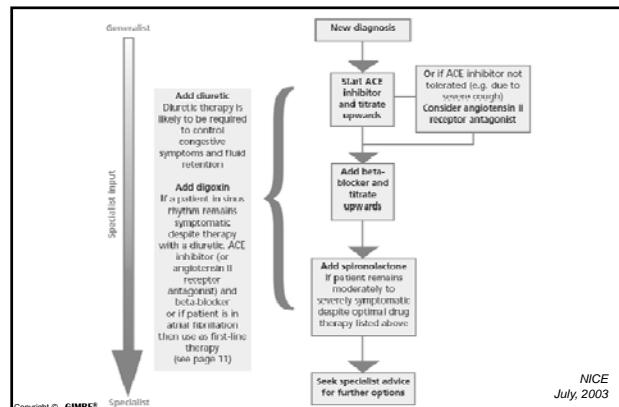 Generalist
Specialist Input
Specialist
Add diuretic
Diuretic therapy is
likely to be required
to control
congestive
symptoms and fluid
retention
Add digoxin
If a patient in sinus
rhythm remains
symptomatic
despite therapy
with a diuretic, ACE
inhibitor (or
angiotensin II
receptor
antagonist) and
beta-blocker
or if patient is in
atrial fibrillation
then use as first-line
therapy
(see page 11)
New diagnosis
Start ACE
inhibitor
and titrate
upwards
Or if ACE inhibitor not
tolerated (e.g. due to
severe cough)
Consider angiotensin II
receptor antagonist
Add beta-
blocker and
titrate
upwards
Add spironolactone
If patient remains
moderately to
severely symptomatic
despite optimal drug
therapy listed above
Seek specialist advice
for further options
NICE
July, 2003
Copyright © GIMBE®